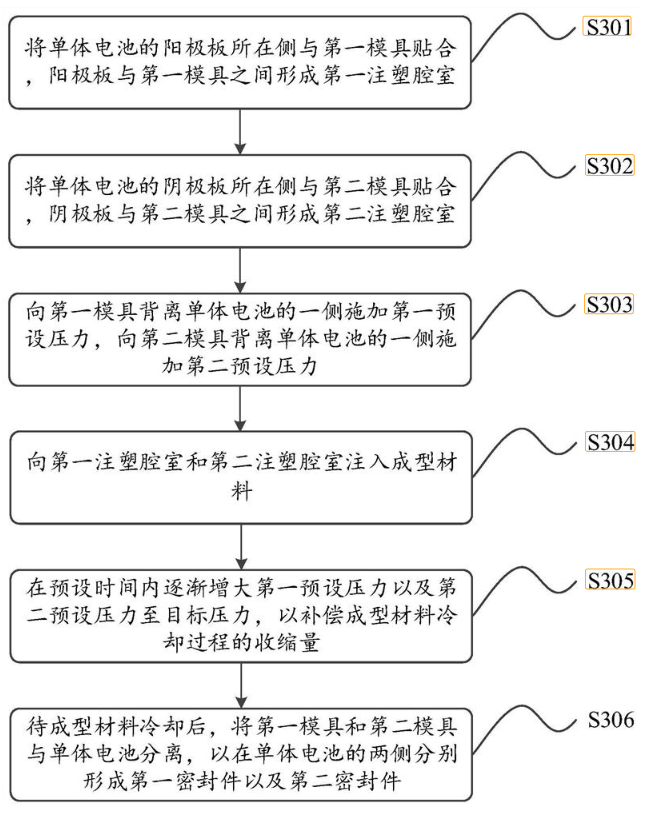 将单体电池的阳极板所在侧与第一模具贴合
，阳极板与第一模具之间形成第一注塑腔室
S301
将单体电池的阴极板所在侧与第二模具贴合
，阴极板与第二模具之间形成第二注塑腔室
S302
向第一模具背离单体电池的一侧施加第一预
设压力，向第二模具背离单体电池的一侧施
加第二预设压力
S303
向第一注塑腔室和第二注塑腔室注入成型材
料
S304
在预设时间内逐渐增大第一预设压力以及第
二预设压力至目标压力，以补偿成型材料冷
却过程的收缩量
S305
待成型材料冷却后，将第一模具和第二模具
与单体电池分离，以在单体电池的两侧分别
形成第一密封件以及第二密封件
S306